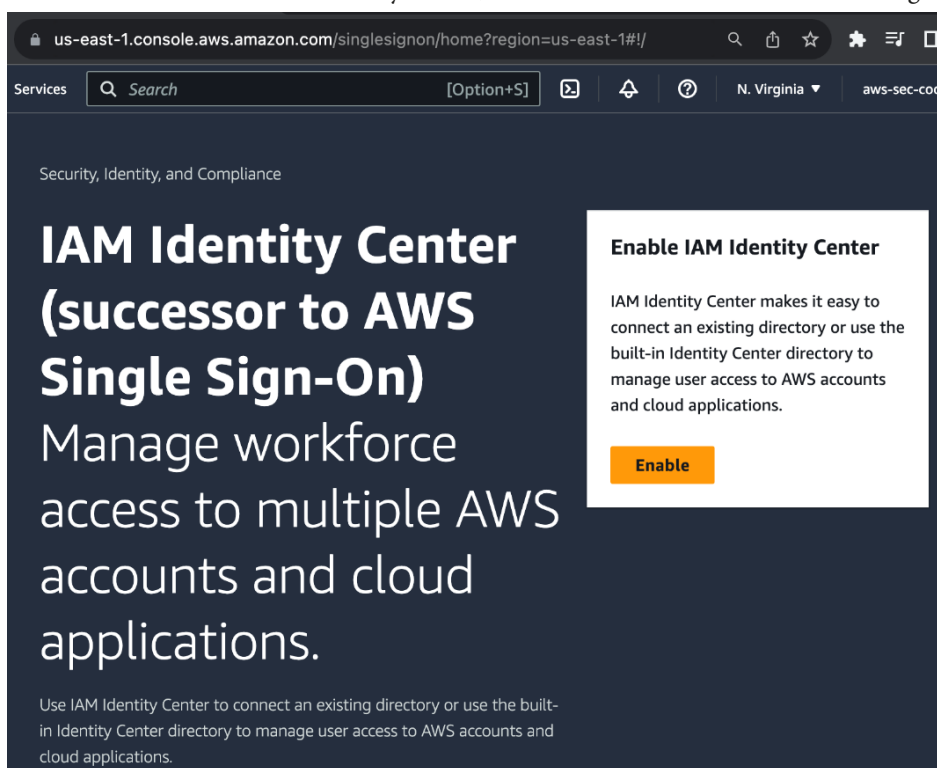 us-east-1.console.aws.amazon.com/singlesignon/home?region=us-east-1#!/
Services
Search
[Option+S]
N. Virginia ▼
aws-sec-coo
Security, Identity, and Compliance
IAM Identity Center
(successor to AWS
Single Sign-On)
Manage workforce
access to multiple AWS
accounts and cloud
applications.
Use IAM Identity Center to connect an existing directory or use the built-
in Identity Center directory to manage user access to AWS accounts and
cloud applications.
Enable IAM Identity Center
IAM Identity Center makes it easy to
connect an existing directory or use the
built-in Identity Center directory to
manage user access to AWS accounts
and cloud applications.
Enable